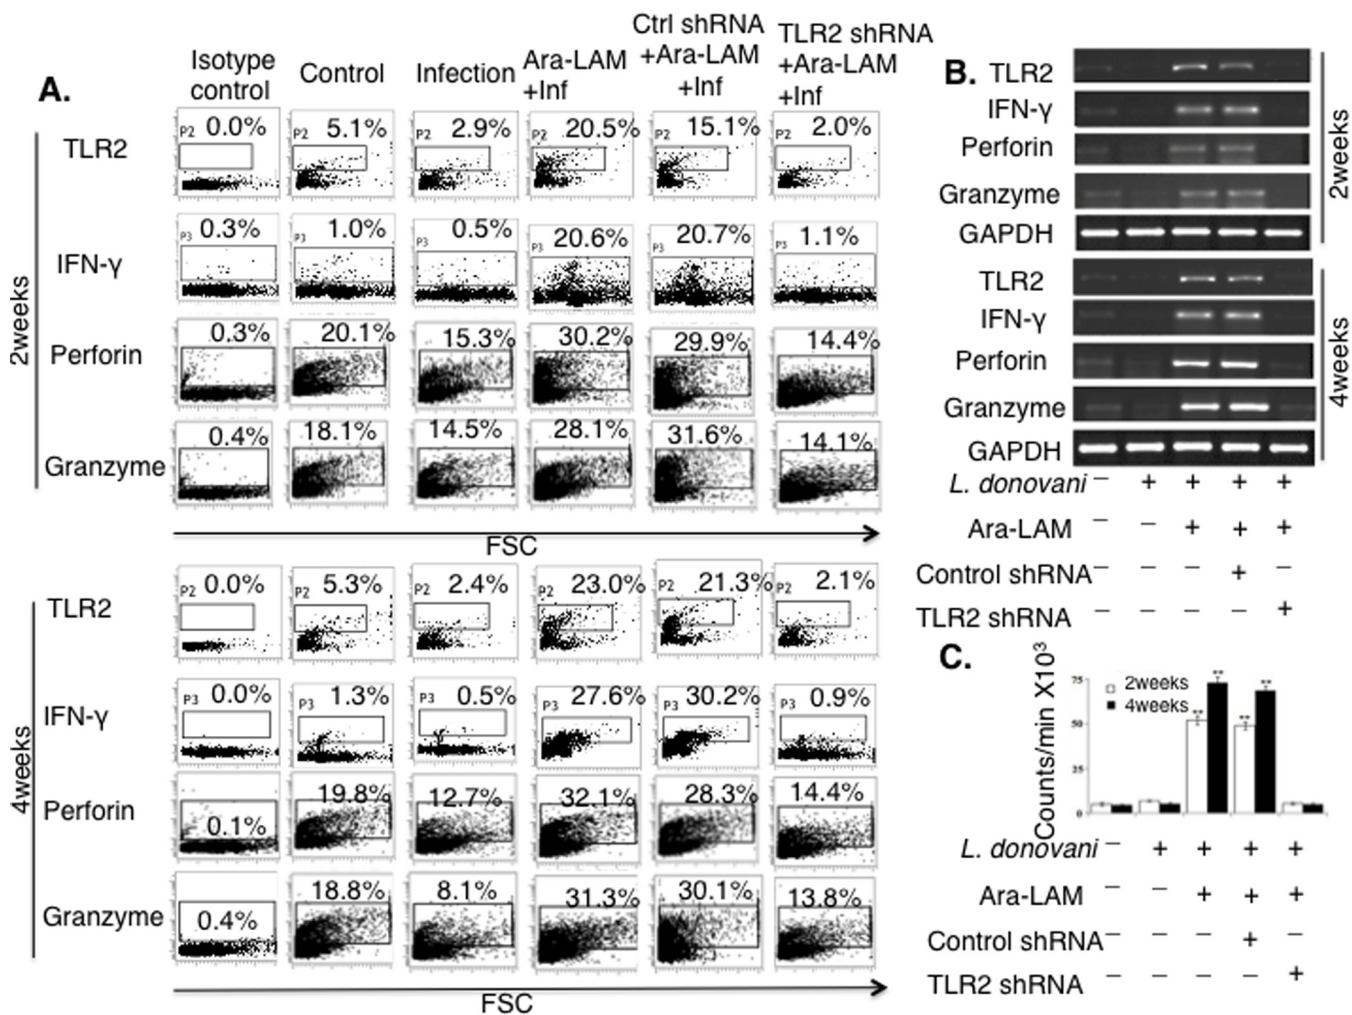 A.
Isotype
control
Control
Infection
Ara-LAM
+Inf
Ctrl shRNA
+Ara-LAM
+Inf
TLR2 shRNA
+Ara-LAM
+Inf
2weeks
TLR2
P2 0.0%
P2 5.1%
P2 2.9%
P2 20.5%
P2 15.1%
P2 2.0%
IFN-γ
P3 0.3%
P3 1.0%
P3 0.5%
P3 20.6%
P3 20.7%
P3 1.1%
Perforin
0.3%
20.1%
15.3%
30.2%
29.9%
14.4%
Granzyme
0.4%
18.1%
14.5%
28.1%
31.6%
14.1%
FSC
4weeks
TLR2
P2 0.0%
P2 5.3%
P2 2.4%
P2 23.0%
P2 21.3%
P2 2.1%
IFN-γ
P3 0.0%
P3 1.3%
P3 0.5%
P3 27.6%
P3 30.2%
P3 0.9%
Perforin
0.1%
19.8%
12.7%
32.1%
28.3%
14.4%
Granzyme
0.4%
18.8%
8.1%
31.3%
30.1%
13.8%
FSC
B.
TLR2
IFN-γ
Perforin
Granzyme
GAPDH
2weeks
TLR2
IFN-γ
Perforin
Granzyme
GAPDH
4weeks
L. donovani − + + + +
Ara-LAM − − + + +
Control shRNA − − − + −
TLR2 shRNA − − − − +
C.
Counts/min X10³
75
50
25
0
2weeks
4weeks
** ** ** **
L. donovani − + + + +
Ara-LAM − − + + +
Control shRNA − − − + −
TLR2 shRNA − − − − +